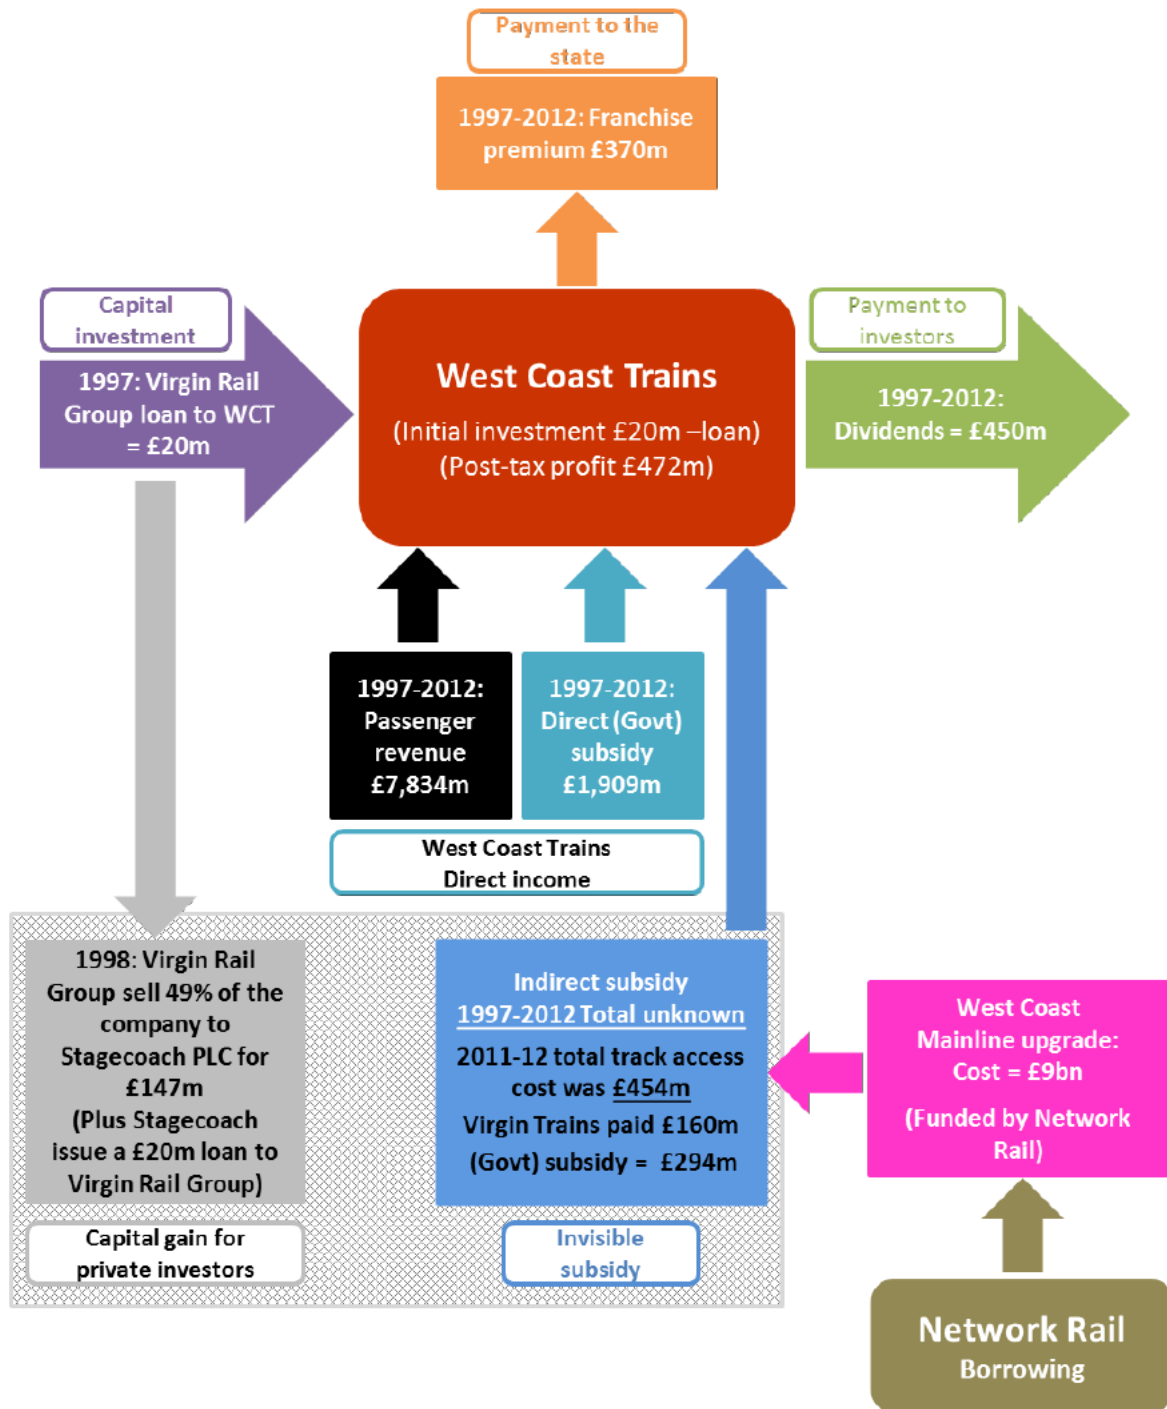 Payment to the
state
1997-2012: Franchise
premium £370m
Capital
investment
1997: Virgin Rail
Group loan to WCT
= £20m
West Coast Trains
(Initial investment £20m –loan)
(Post-tax profit £472m)
Payment to
investors
1997-2012:
Dividends = £450m
1997-2012:
Passenger
revenue
£7,834m
1997-2012:
Direct (Govt)
subsidy
£1,909m
West Coast Trains
Direct income
1998: Virgin Rail
Group sell 49% of the
company to
Stagecoach PLC for
£147m
(Plus Stagecoach
issue a £20m loan to
Virgin Rail Group)
Capital gain for
private investors
Indirect subsidy
1997-2012 Total unknown
2011-12 total track access
cost was £454m
Virgin Trains paid £160m
(Govt) subsidy = £294m
Invisible
subsidy
West Coast
Mainline upgrade:
Cost = £9bn
(Funded by Network
Rail)
Network Rail
Borrowing